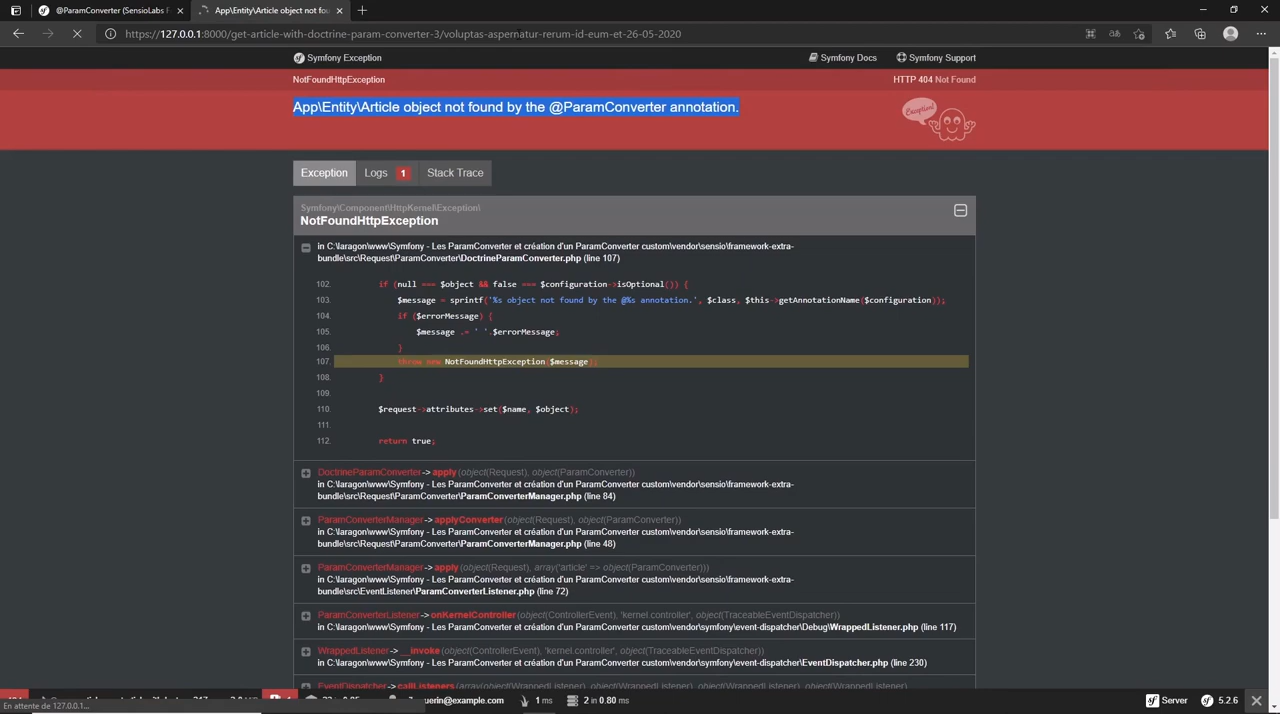 @ParamConverter (SensioLabs F
App\Entity\Article object not fou
https://127.0.0.1:8000/get-article-with-doctrine-param-converter-3/voluptas-aspernatur-rerum-id-eum-et-26-05-2020
Symfony Exception
Symfony Docs
Symfony Support
NotFoundHttpException
HTTP 404 Not Found
App\Entity\Article object not found by the @ParamConverter annotation.
Exception!
Exception
Logs 1
Stack Trace
Symfony\Component\HttpKernel\Exception\
NotFoundHttpException
in C:\laragon\www\Symfony - Les ParamConverter et création d'un ParamConverter custom\vendor\sensio\framework-extra-
bundle\src\Request\ParamConverter\DoctrineParamConverter.php (line 107)
102. if (null === $object && false === $configuration->isOptional()) {
103. $message = sprintf('%s object not found by the @%s annotation.', $class, $this->getAnnotationName($configuration));
104. if ($errorMessage) {
105. $message .= ' '.$errorMessage;
106. }
107. throw new NotFoundHttpException($message);
108. }
109.
110. $request->attributes->set($name, $object);
111.
112. return true;
DoctrineParamConverter->apply(object(Request), object(ParamConverter))
in C:\laragon\www\Symfony - Les ParamConverter et création d'un ParamConverter custom\vendor\sensio\framework-extra-
bundle\src\Request\ParamConverter\ParamConverterManager.php (line 84)
ParamConverterManager->applyConverter(object(Request), object(ParamConverter))
in C:\laragon\www\Symfony - Les ParamConverter et création d'un ParamConverter custom\vendor\sensio\framework-extra-
bundle\src\Request\ParamConverter\ParamConverterManager.php (line 48)
ParamConverterManager->apply(object(Request), array('article' => object(ParamConverter)))
in C:\laragon\www\Symfony - Les ParamConverter et création d'un ParamConverter custom\vendor\sensio\framework-extra-
bundle\src\EventListener\ParamConverterListener.php (line 72)
ParamConverterListener->onKernelController(object(ControllerEvent), 'kernel.controller', object(TraceableEventDispatcher))
in C:\laragon\www\Symfony - Les ParamConverter et création d'un ParamConverter custom\vendor\symfony\event-dispatcher\Debug\WrappedListener.php (line 117)
WrappedListener->__invoke(object(ControllerEvent), 'kernel.controller', object(TraceableEventDispatcher))
in C:\laragon\www\Symfony - Les ParamConverter et création d'un ParamConverter custom\vendor\symfony\event-dispatcher\EventDispatcher.php (line 230)
EventDispatcher->callListeners(array(object(WrappedListener), object(WrappedListener), object(WrappedListener), object(WrappedListener),
1 ms
2 in 0.80 ms
Server
5.2.6
En attente de 127.0.0.1...